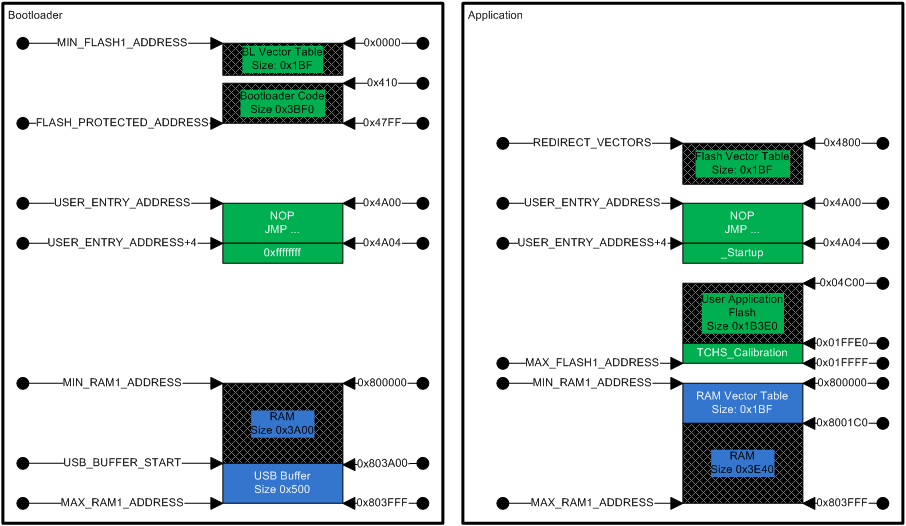 Bootloader
MIN_FLASH1_ADDRESS
0x0000
BL Vector Table
Size: 0x1BF
0x410
Bootloader Code
Size 0x3BF0
FLASH_PROTECTED_ADDRESS
0x47FF
USER_ENTRY_ADDRESS
0x4A00
NOP
JMP ...
USER_ENTRY_ADDRESS+4
0x4A04
0xffffffff
MIN_RAM1_ADDRESS
0x800000
RAM
Size 0x3A00
USB_BUFFER_START
0x803A00
USB Buffer
Size 0x500
MAX_RAM1_ADDRESS
0x803FFF
Application
REDIRECT_VECTORS
0x4800
Flash Vector Table
Size: 0x1BF
USER_ENTRY_ADDRESS
0x4A00
NOP
JMP ...
USER_ENTRY_ADDRESS+4
0x4A04
_Startup
0x04C00
User Application
Flash
Size 0x1B3E0
0x01FFE0
TCHS_Calibration
MAX_FLASH1_ADDRESS
0x01FFFF
MIN_RAM1_ADDRESS
0x800000
RAM Vector Table
Size: 0x1BF
0x8001C0
RAM
Size 0x3E40
MAX_RAM1_ADDRESS
0x803FFF